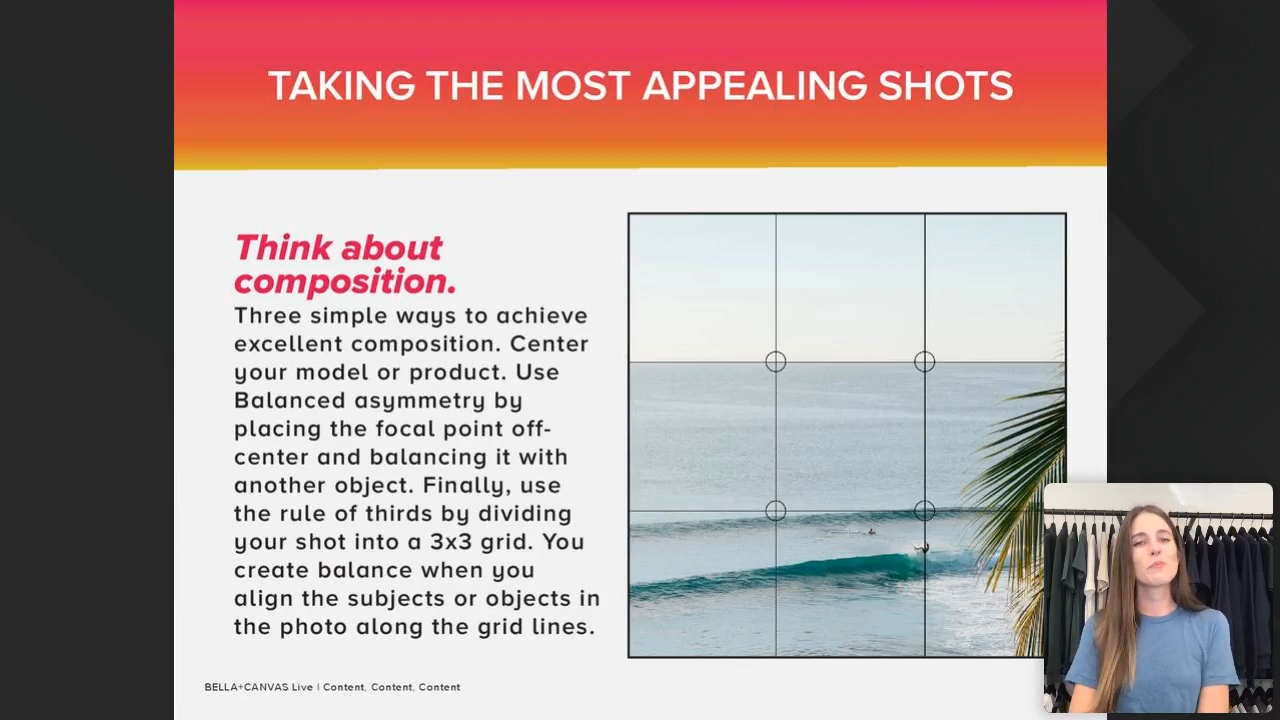 TAKING THE MOST APPEALING SHOTS
Think about
composition.
Three simple ways to achieve
excellent composition. Center
your model or product. Use
Balanced asymmetry by
placing the focal point off-
center and balancing it with
another object. Finally, use
the rule of thirds by dividing
your shot into a 3x3 grid. You
create balance when you
align the subjects or objects in
the photo along the grid lines.
BELLA+CANVAS Live | Content, Content, Content